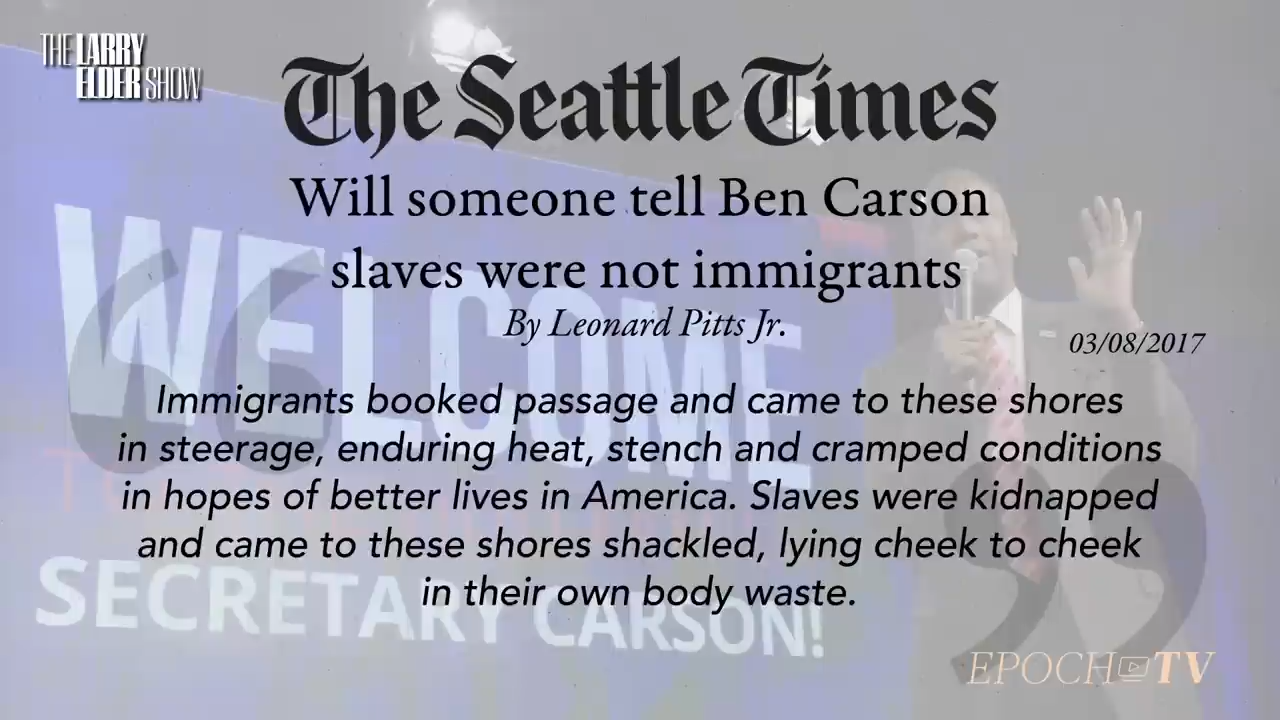 THE LARRY
ELDER SHOW
The Seattle Times
Will someone tell Ben Carson
slaves were not immigrants
By Leonard Pitts Jr.
03/08/2017
WELCOME
Immigrants booked passage and came to these shores
in steerage, enduring heat, stench and cramped conditions
in hopes of better lives in America. Slaves were kidnapped
and came to these shores shackled, lying cheek to cheek
in their own body waste.
SECRETARY CARSON!
EPOCH TV